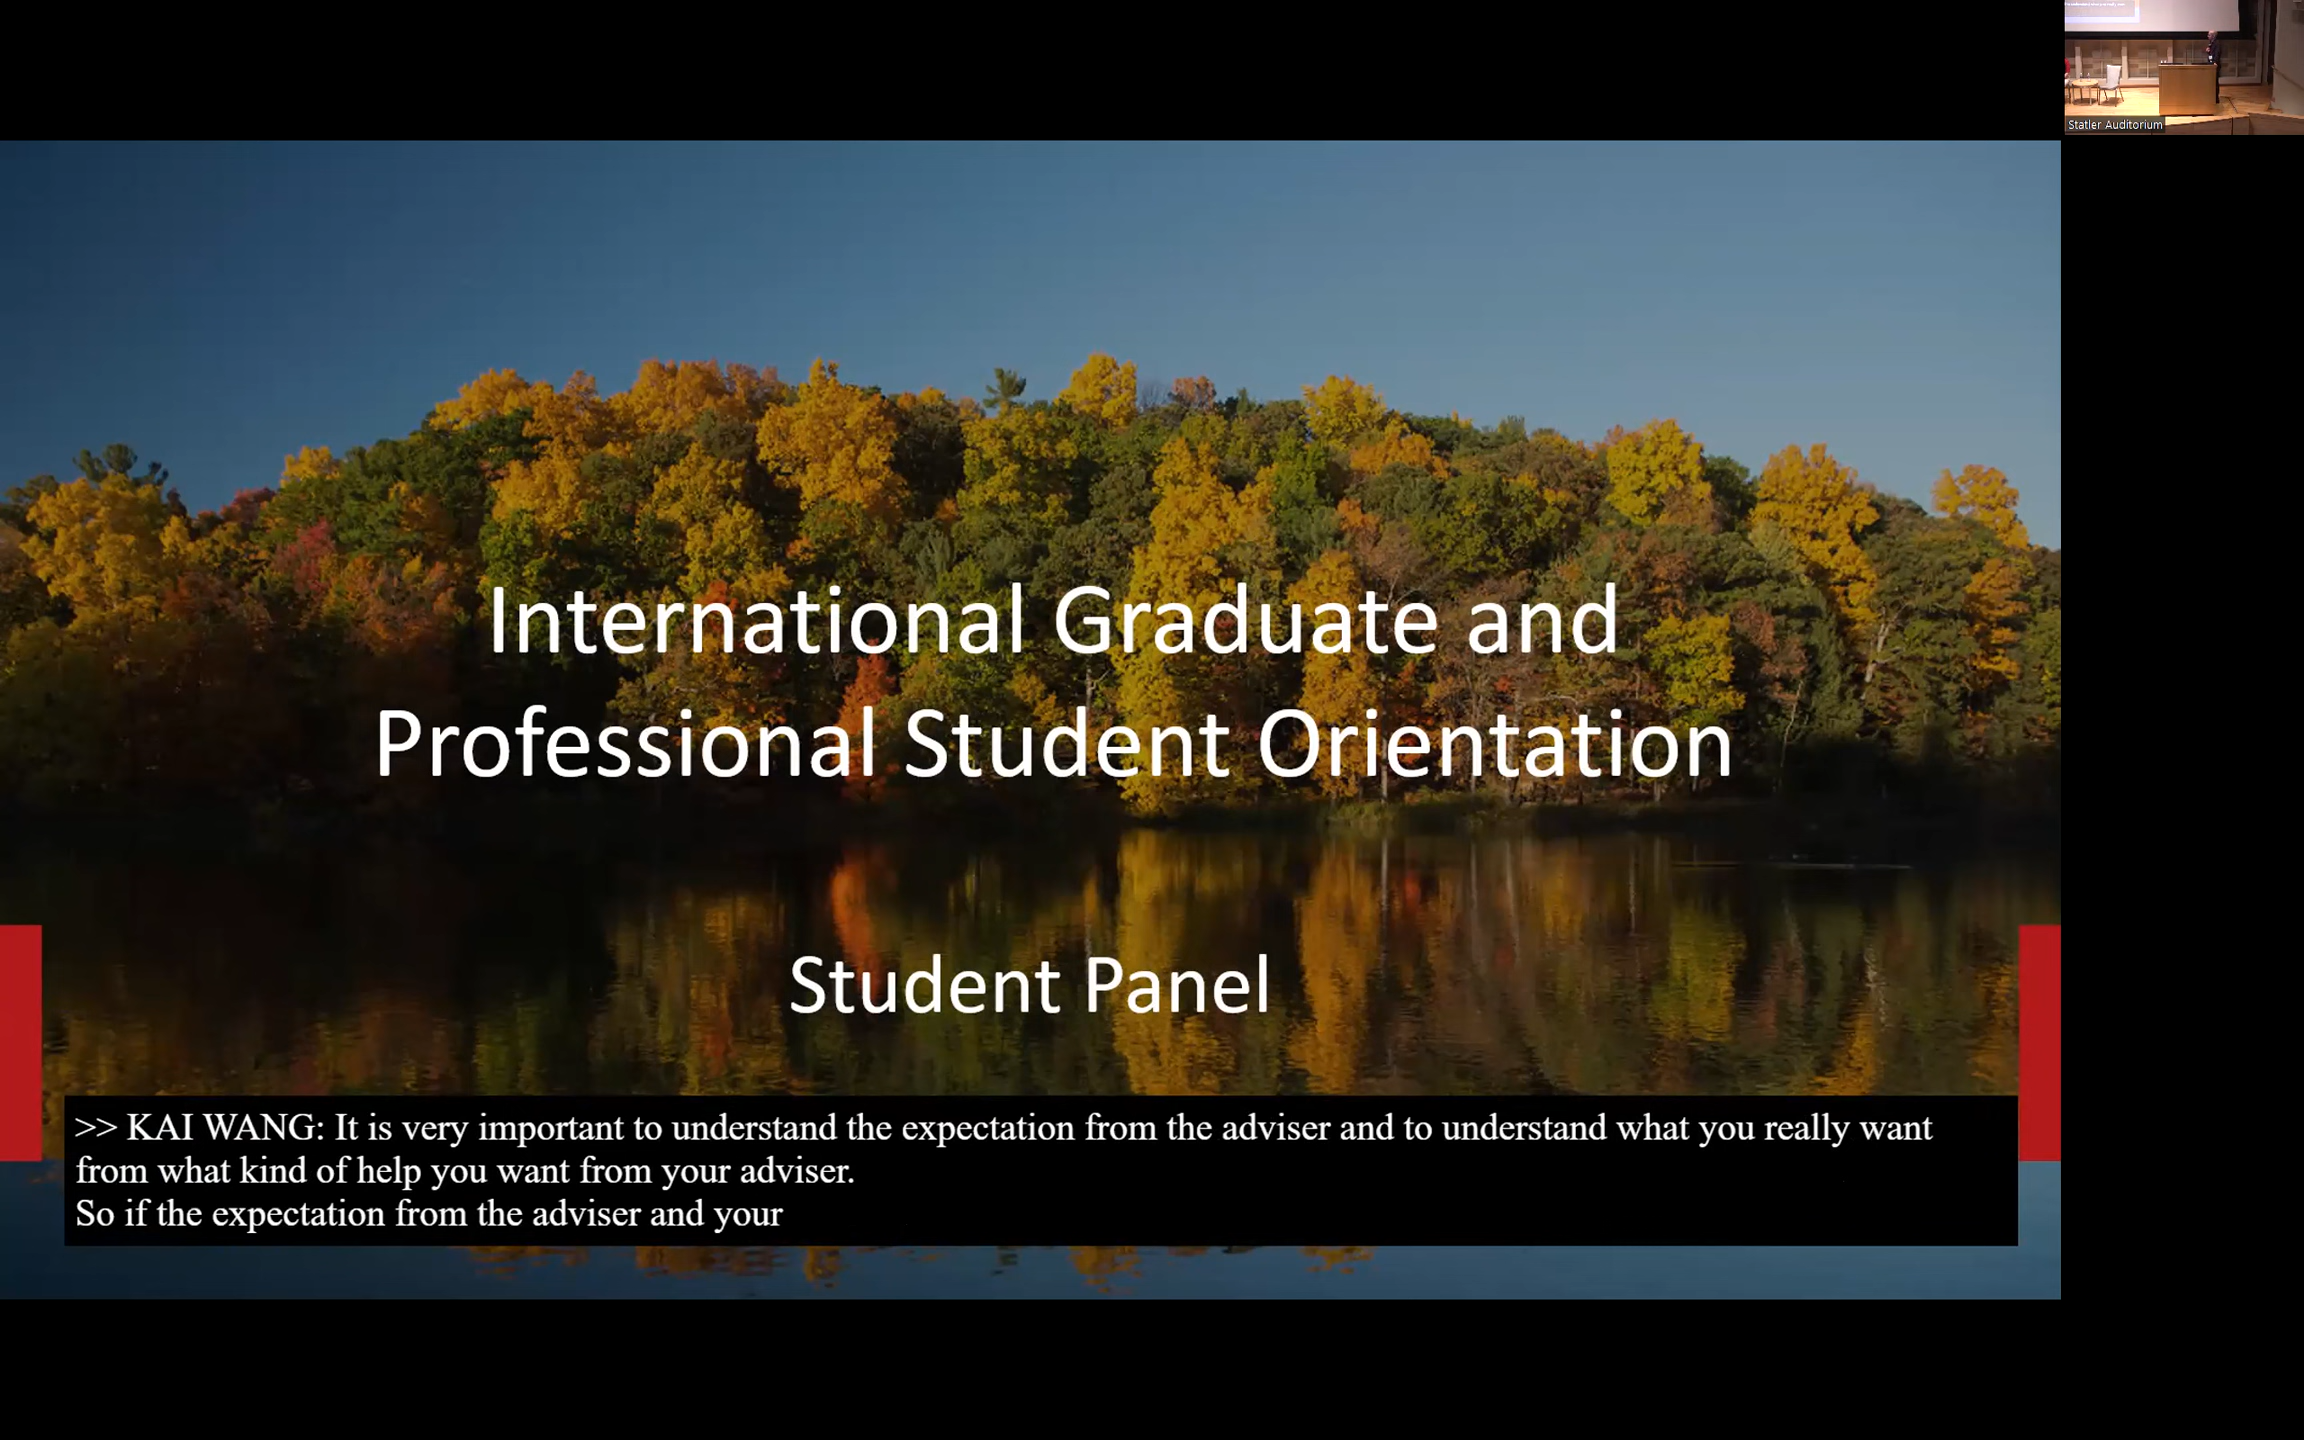 Statler Auditorium
International Graduate and
Professional Student Orientation
Student Panel
>> KAI WANG: It is very important to understand the expectation from the adviser and to understand what you really want
from what kind of help you want from your adviser.
So if the expectation from the adviser and your